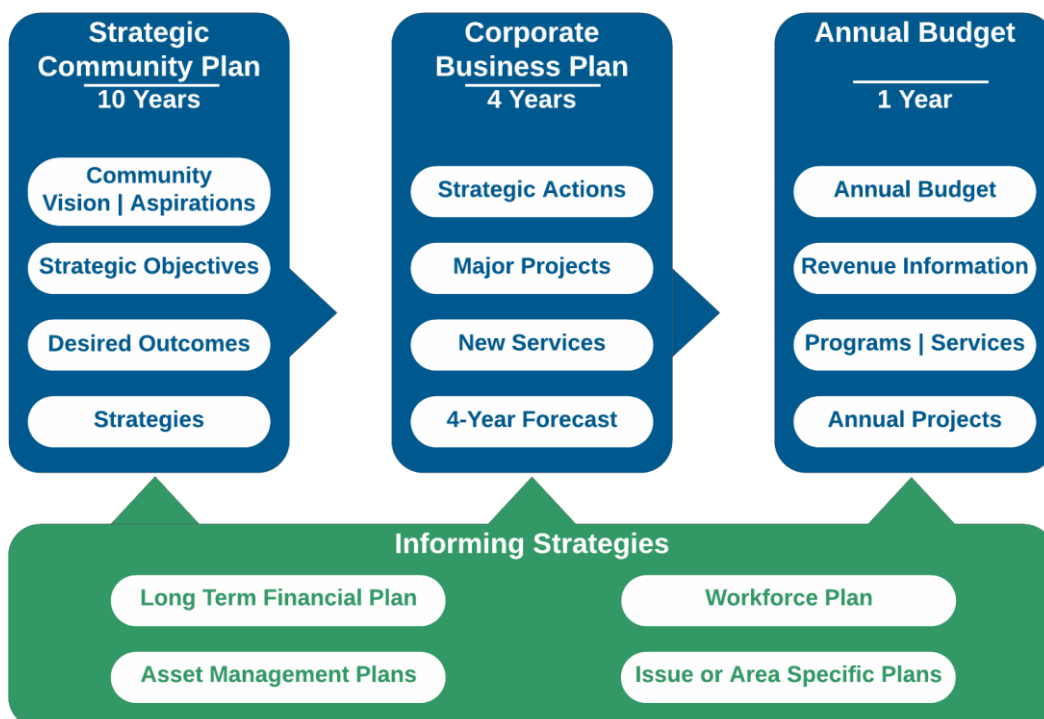 Strategic
Community Plan
10 Years
Community
Vision | Aspirations
Strategic Objectives
Desired Outcomes
Strategies
Corporate
Business Plan
4 Years
Strategic Actions
Major Projects
New Services
4-Year Forecast
Annual Budget
1 Year
Annual Budget
Revenue Information
Programs | Services
Annual Projects
Informing Strategies
Long Term Financial Plan
Workforce Plan
Asset Management Plans
Issue or Area Specific Plans